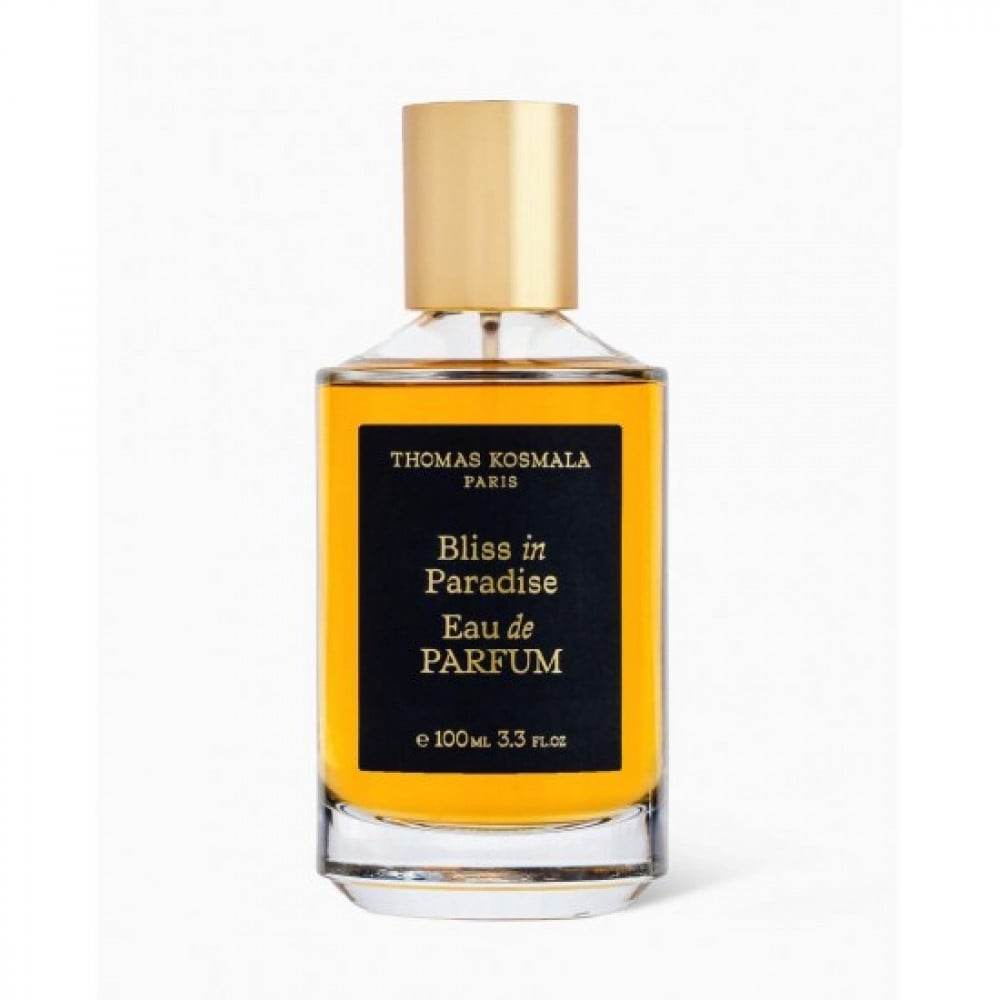 THOMAS KOSMALA
PARIS
Bliss in
Paradise
Eau de
PARFUM
e 100ML 3.3 FL.OZ